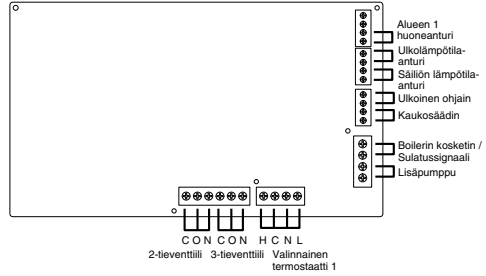 Alueen 1
huoneanturi
Ulkolämpötila-
anturi
Säiliön lämpötila-
anturi
Ulkoinen ohjain
Kaukosäädin
Boilerin kosketin /
Sulatussignaali
Lisäpumppu
C O N C O N H C N L
2-tieventtiili 3-tieventtiili Valinnainen
termostaatti 1